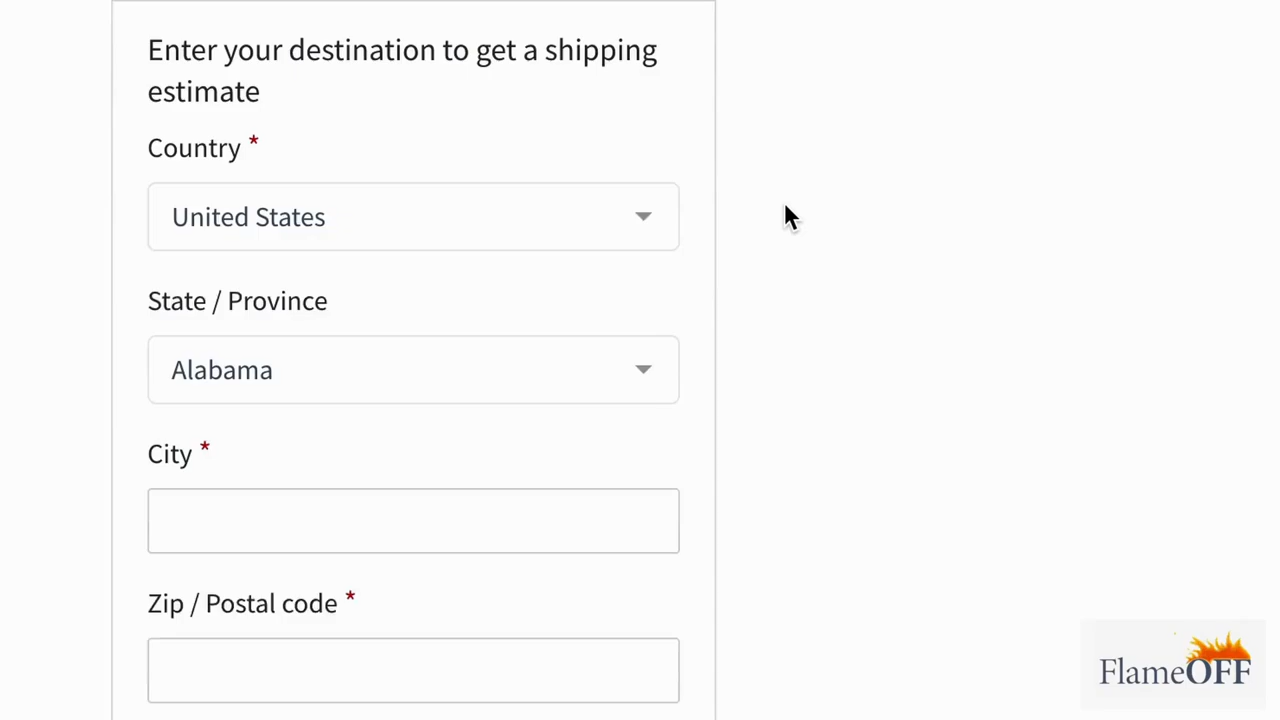 Enter your destination to get a shipping
estimate
Country *
United States
State / Province
Alabama
City *
Zip / Postal code *
FlameOFF